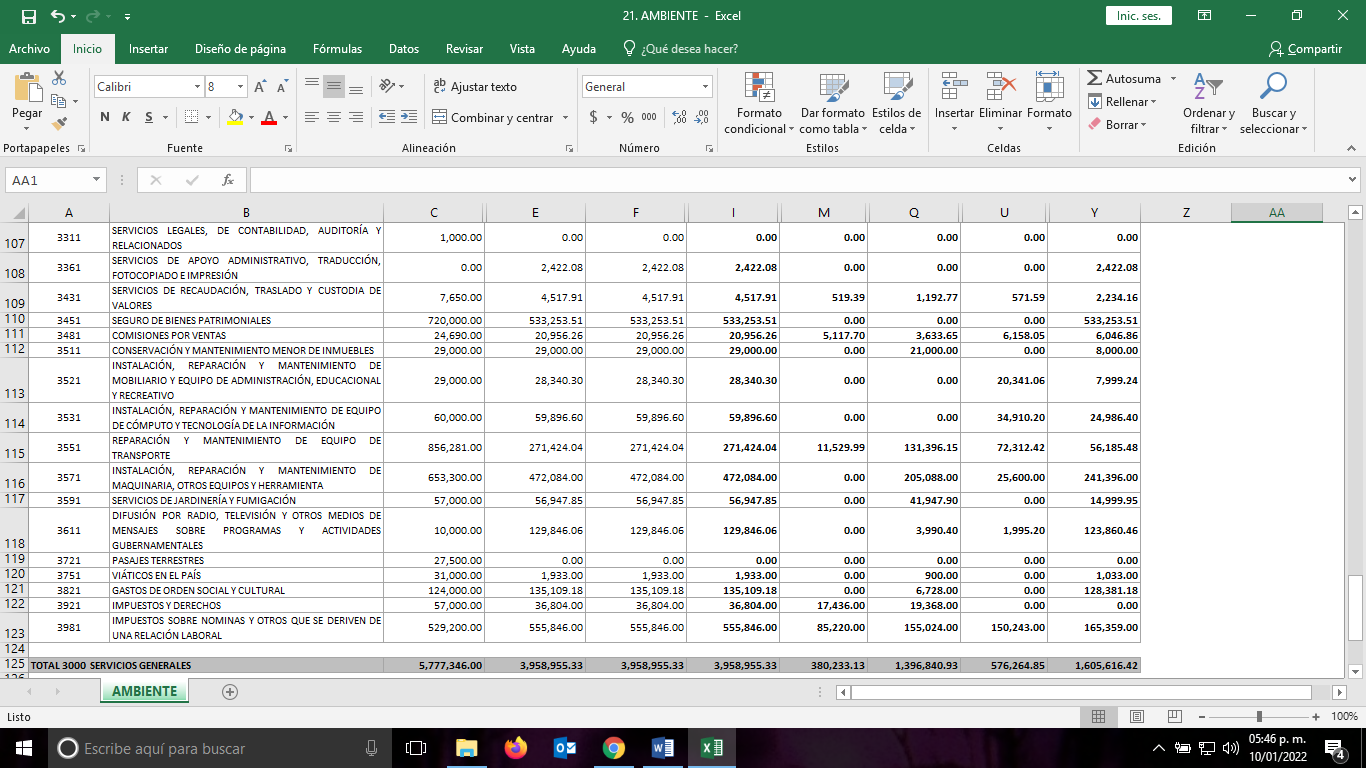 21. AMBIENTE - Excel
Inic. ses.
Archivo Inicio Insertar Diseño de página Fórmulas Datos Revisar Vista Ayuda ¿Qué desea hacer? Compartir
Pegar
Calibri 8
N K S
Ajustar texto
Combinar y centrar
General
$ % 000
Formato condicional
Dar formato como tabla
Estilos de celda
Insertar Eliminar Formato
Autosuma
Rellenar
Borrar
Ordenar y filtrar
Buscar y seleccionar
Portapapeles Fuente Alineación Número Estilos Celdas Edición
AA1 fx
A B C E F I M Q U Y Z AA
107 3311 SERVICIOS LEGALES, DE CONTABILIDAD, AUDITORÍA Y RELACIONADOS 1,000.00 0.00 0.00 0.00 0.00 0.00 0.00 0.00
108 3361 SERVICIOS DE APOYO ADMINISTRATIVO, TRADUCCIÓN, FOTOCOPIADO E IMPRESIÓN 0.00 2,422.08 2,422.08 2,422.08 0.00 0.00 0.00 2,422.08
109 3431 SERVICIOS DE RECAUDACIÓN, TRASLADO Y CUSTODIA DE VALORES 7,650.00 4,517.91 4,517.91 4,517.91 519.39 1,192.77 571.59 2,234.16
110 3451 SEGURO DE BIENES PATRIMONIALES 720,000.00 533,253.51 533,253.51 533,253.51 0.00 0.00 0.00 533,253.51
111 3481 COMISIONES POR VENTAS 24,690.00 20,956.26 20,956.26 20,956.26 5,117.70 3,633.65 6,158.05 6,046.86
112 3511 CONSERVACIÓN Y MANTENIMIENTO MENOR DE INMUEBLES 29,000.00 29,000.00 29,000.00 29,000.00 0.00 21,000.00 0.00 8,000.00
113 3521 INSTALACIÓN, REPARACIÓN Y MANTENIMIENTO DE MOBILIARIO Y EQUIPO DE ADMINISTRACIÓN, EDUCACIONAL Y RECREATIVO 29,000.00 28,340.30 28,340.30 28,340.30 0.00 0.00 20,341.06 7,999.24
114 3531 INSTALACIÓN, REPARACIÓN Y MANTENIMIENTO DE EQUIPO DE CÓMPUTO Y TECNOLOGÍA DE LA INFORMACIÓN 60,000.00 59,896.60 59,896.60 59,896.60 0.00 0.00 34,910.20 24,986.40
115 3551 REPARACIÓN Y MANTENIMIENTO DE EQUIPO DE TRANSPORTE 856,281.00 271,424.04 271,424.04 271,424.04 11,529.99 131,396.15 72,312.42 56,185.48
116 3571 INSTALACIÓN, REPARACIÓN Y MANTENIMIENTO DE MAQUINARIA, OTROS EQUIPOS Y HERRAMIENTA 653,300.00 472,084.00 472,084.00 472,084.00 0.00 205,088.00 25,600.00 241,396.00
117 3591 SERVICIOS DE JARDINERÍA Y FUMIGACIÓN 57,000.00 56,947.85 56,947.85 56,947.85 0.00 41,947.90 0.00 14,999.95
118 3611 DIFUSIÓN POR RADIO, TELEVISIÓN Y OTROS MEDIOS DE MENSAJES SOBRE PROGRAMAS Y ACTIVIDADES GUBERNAMENTALES 10,000.00 129,846.06 129,846.06 129,846.06 0.00 3,990.40 1,995.20 123,860.46
119 3721 PASAJES TERRESTRES 27,500.00 0.00 0.00 0.00 0.00 0.00 0.00 0.00
120 3751 VIÁTICOS EN EL PAÍS 31,000.00 1,933.00 1,933.00 1,933.00 0.00 900.00 0.00 1,033.00
121 3821 GASTOS DE ORDEN SOCIAL Y CULTURAL 124,000.00 135,109.18 135,109.18 135,109.18 0.00 6,728.00 0.00 128,381.18
122 3921 IMPUESTOS Y DERECHOS 57,000.00 36,804.00 36,804.00 36,804.00 17,436.00 19,368.00 0.00 0.00
123 3981 IMPUESTOS SOBRE NOMINAS Y OTROS QUE SE DERIVEN DE UNA RELACIÓN LABORAL 529,200.00 555,846.00 555,846.00 555,846.00 85,220.00 155,024.00 150,243.00 165,359.00
124
125 TOTAL 3000 SERVICIOS GENERALES 5,777,346.00 3,958,955.33 3,958,955.33 3,958,955.33 380,233.13 1,396,840.93 576,264.85 1,605,616.42
AMBIENTE
Listo 100%
Escribe aquí para buscar
05:46 p. m.
10/01/2022
4